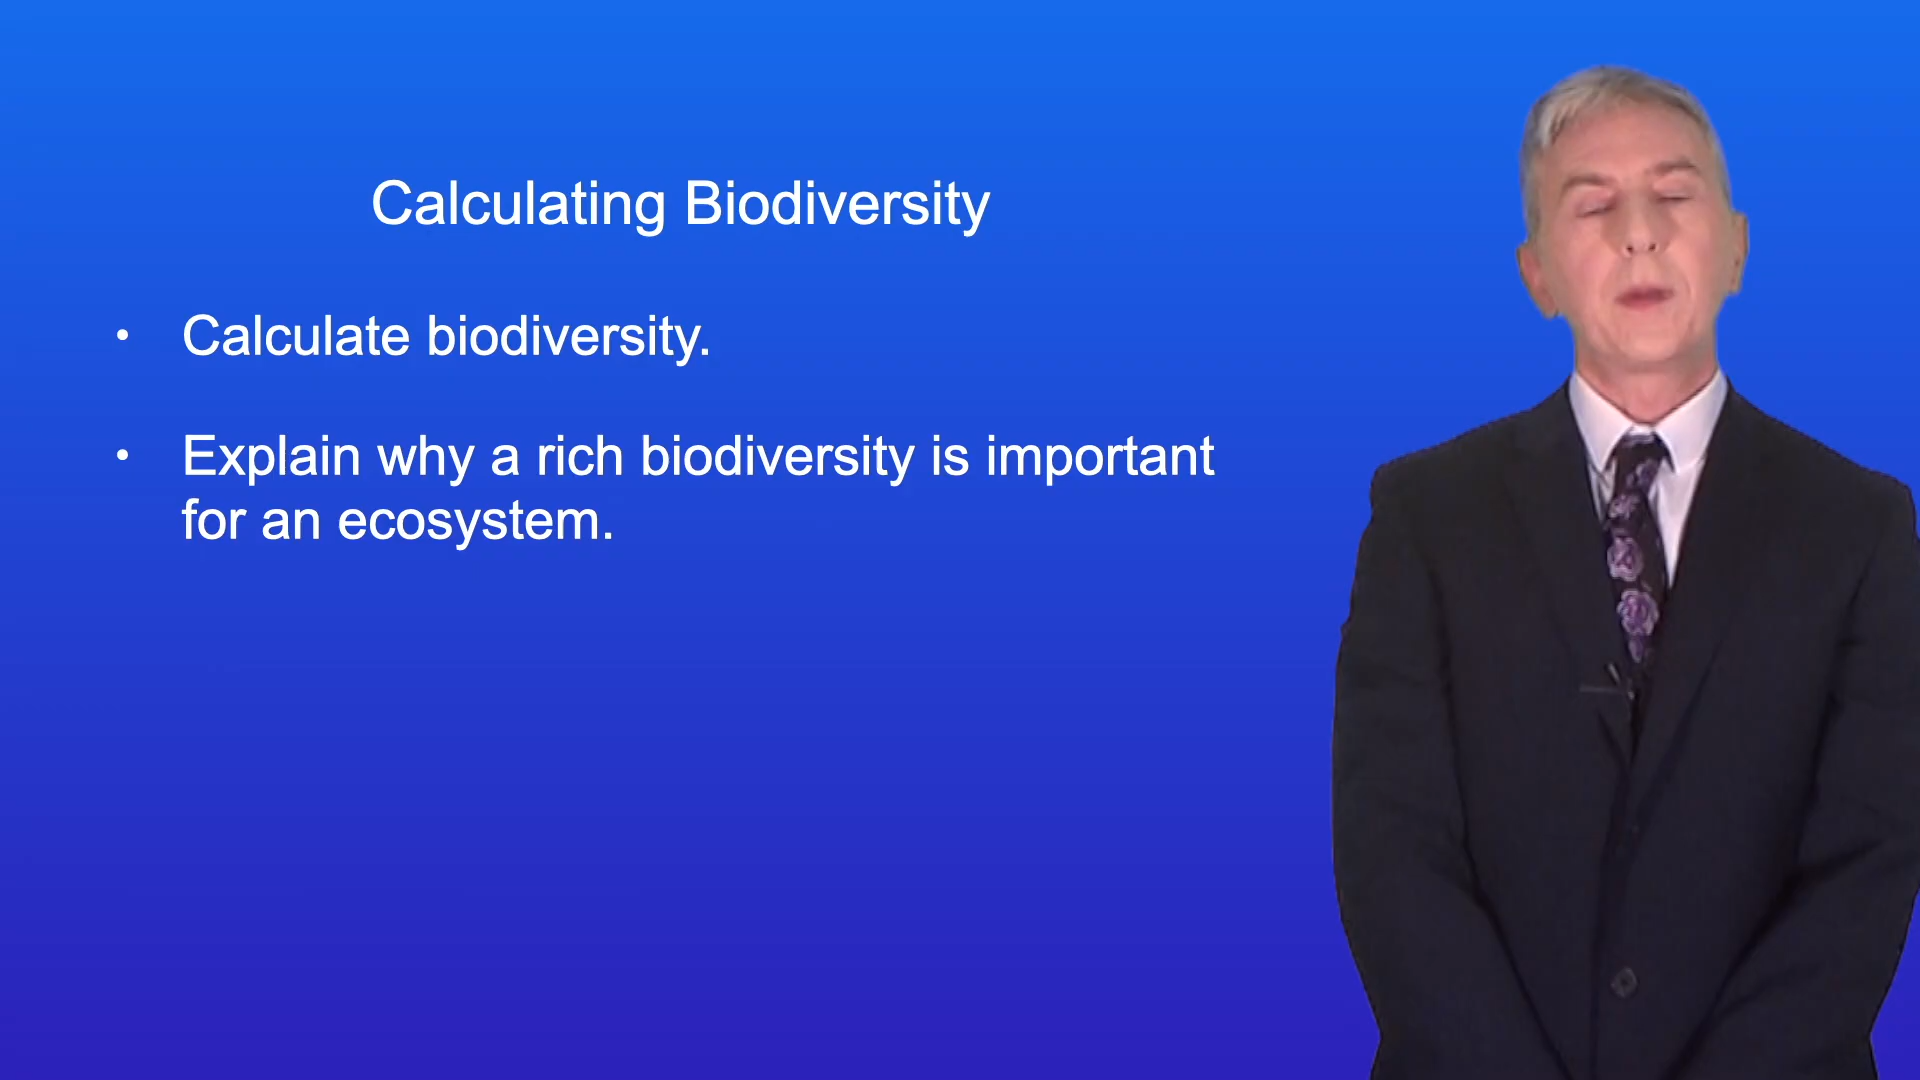 Calculating Biodiversity
• Calculate biodiversity.
• Explain why a rich biodiversity is important
for an ecosystem.